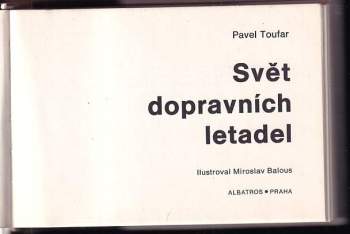 Pavel Toufar
Svět
dopravních
letadel
Ilustroval Miroslav Balous
ALBATROS • PRAHA